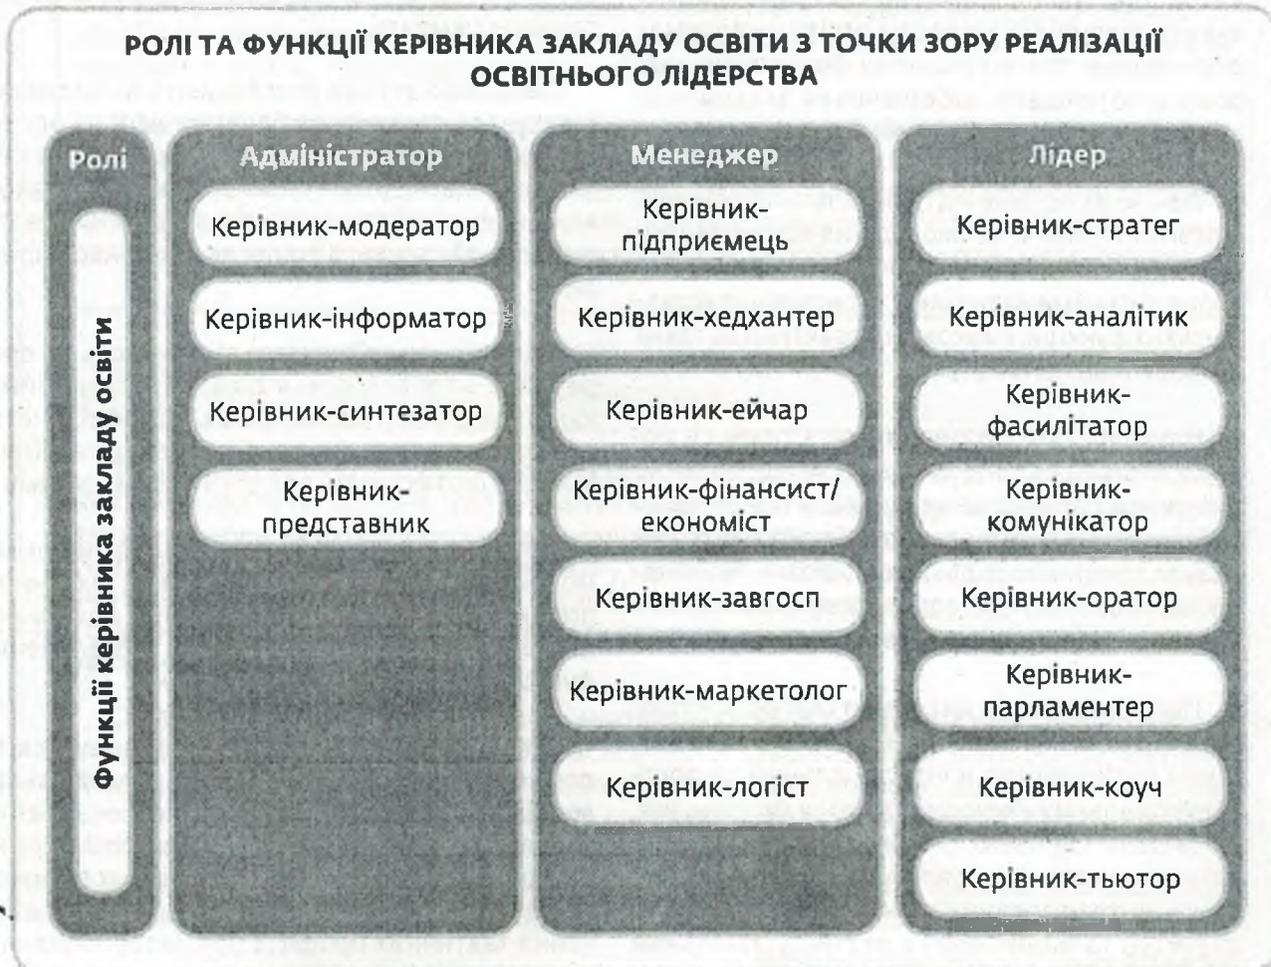 РОЛІ ТА ФУНКЦІЇ КЕРІВНИКА ЗАКЛАДУ ОСВІТИ З ТОЧКИ ЗОРУ РЕАЛІЗАЦІЇ
ОСВІТНЬОГО ЛІДЕРСТВА
Ролі
Функції керівника закладу освіти
Адміністратор
Керівник-модератор
Керівник-інформатор
Керівник-синтезатор
Керівник-
представник
Менеджер
Керівник-
підприємець
Керівник-хедхантер
Керівник-ейчар
Керівник-фінансист/
економіст
Керівник-завгосп
Керівник-маркетолог
Керівник-логіст
Лідер
Керівник-стратег
Керівник-аналітик
Керівник-
фасилітатор
Керівник-
комунікатор
Керівник-оратор
Керівник-
парламентер
Керівник-коуч
Керівник-тьютор